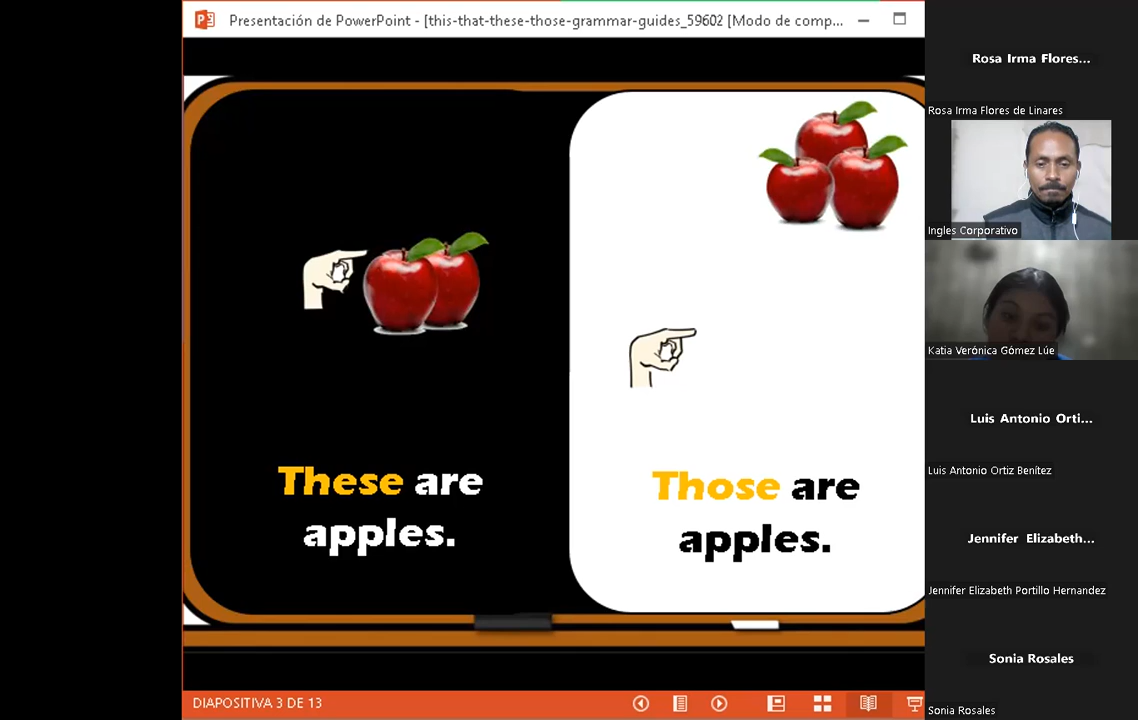 Presentación de PowerPoint - [this-that-these-those-grammar-guides_59602 [Modo de comp...
These are
apples.
Those are
apples.
DIAPOSITIVA 3 DE 13
Rosa Irma Flores...
Rosa Irma Flores de Linares
Ingles Corporativo
Katia Verónica Gómez Lúe
Luis Antonio Orti...
Luis Antonio Ortiz Benítez
Jennifer Elizabeth...
Jennifer Elizabeth Portillo Hernandez
Sonia Rosales
Sonia Rosales